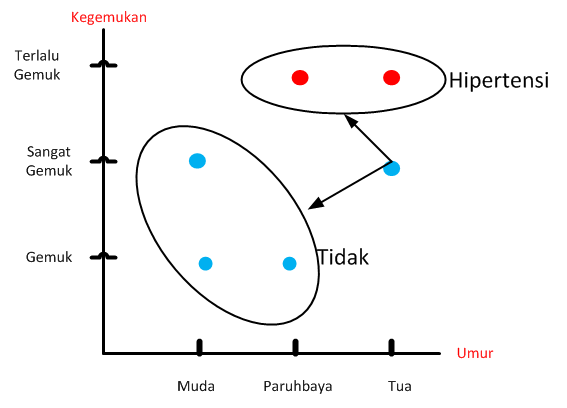 Kegemukan
Terlalu
Gemuk
Hipertensi
Sangat
Gemuk
Gemuk
Tidak
Umur
Muda
Paruhbaya
Tua